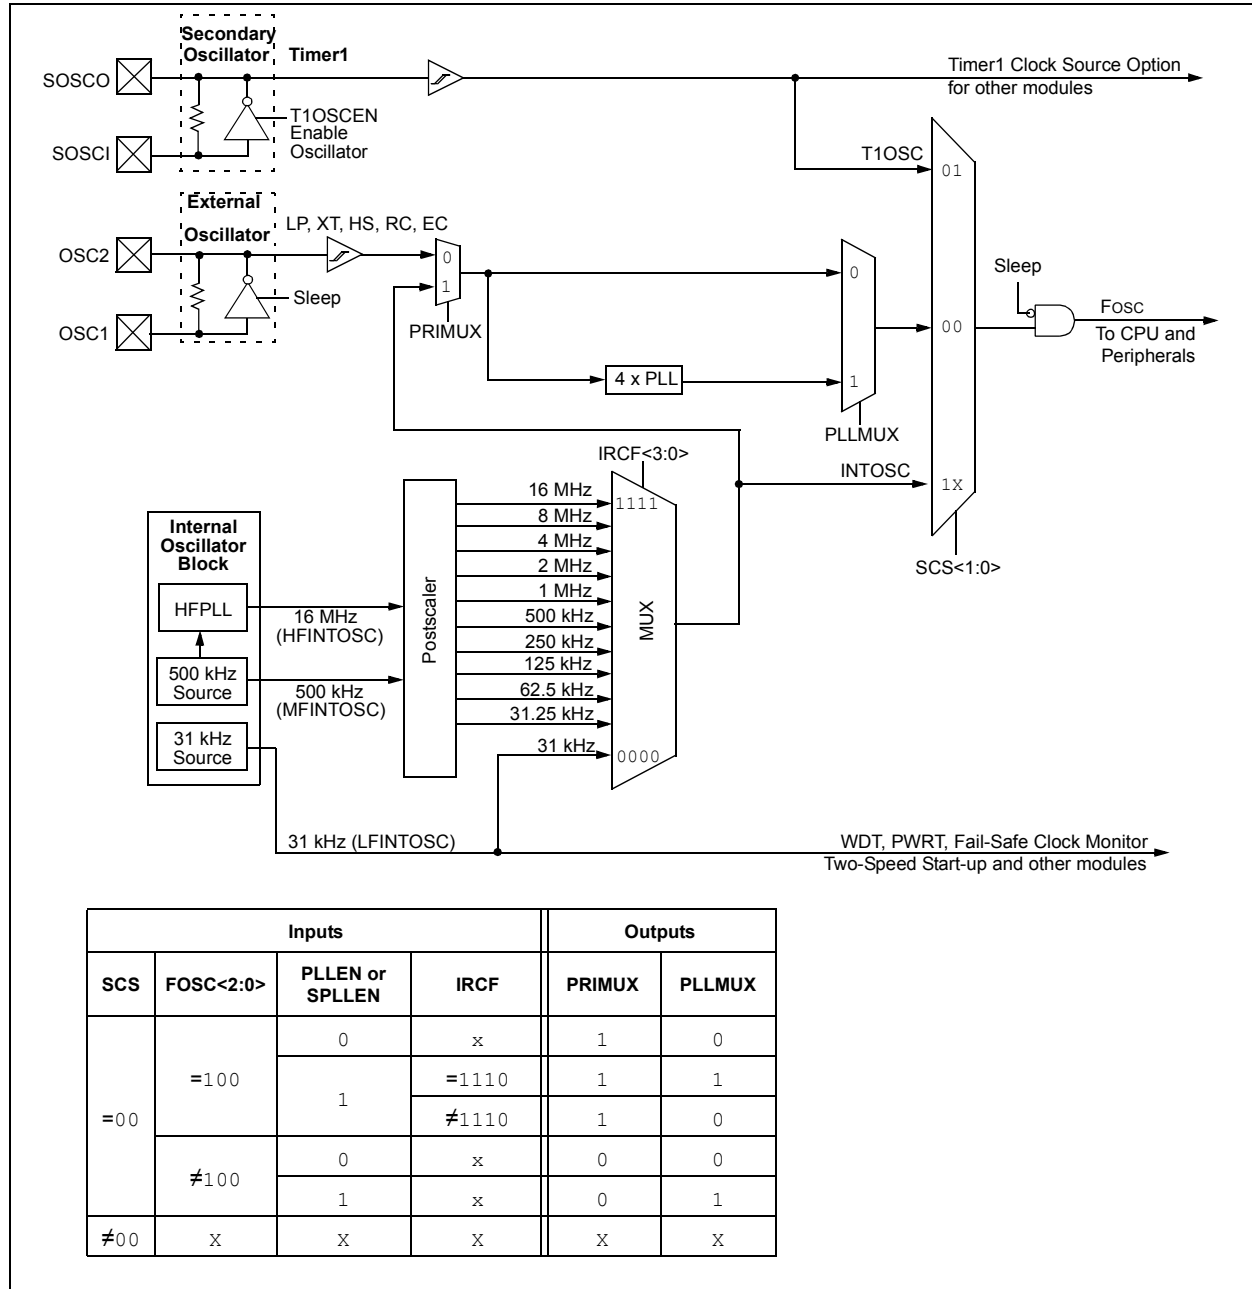 Secondary
Oscillator
Timer1
SOSCO
SOSCI
T1OSCEN
Enable
Oscillator
Timer1 Clock Source Option
for other modules
T1OSC
01
External
Oscillator
LP, XT, HS, RC, EC
OSC2
OSC1
Sleep
0
1
PRIMUX
0
1
4 x PLL
PLLMUX
00
Sleep
FOSC
To CPU and
Peripherals
INTOSC
1X
SCS<1:0>
IRCF<3:0>
Internal
Oscillator
Block
HFPLL
500 kHz
Source
31 kHz
Source
16 MHz
(HFINTOSC)
500 kHz
(MFINTOSC)
Postscaler
16 MHz
8 MHz
4 MHz
2 MHz
1 MHz
500 kHz
250 kHz
125 kHz
62.5 kHz
31.25 kHz
31 kHz
1111
MUX
0000
31 kHz (LFINTOSC)
WDT, PWRT, Fail-Safe Clock Monitor
Two-Speed Start-up and other modules
Inputs Outputs
SCS FOSC<2:0> PLLEN or SPLLEN IRCF PRIMUX PLLMUX
=00 =100 0 x 1 0
1 =1110 1 1
≠1110 1 0
≠100 0 x 0 0
1 x 0 1
≠00 X X X X X